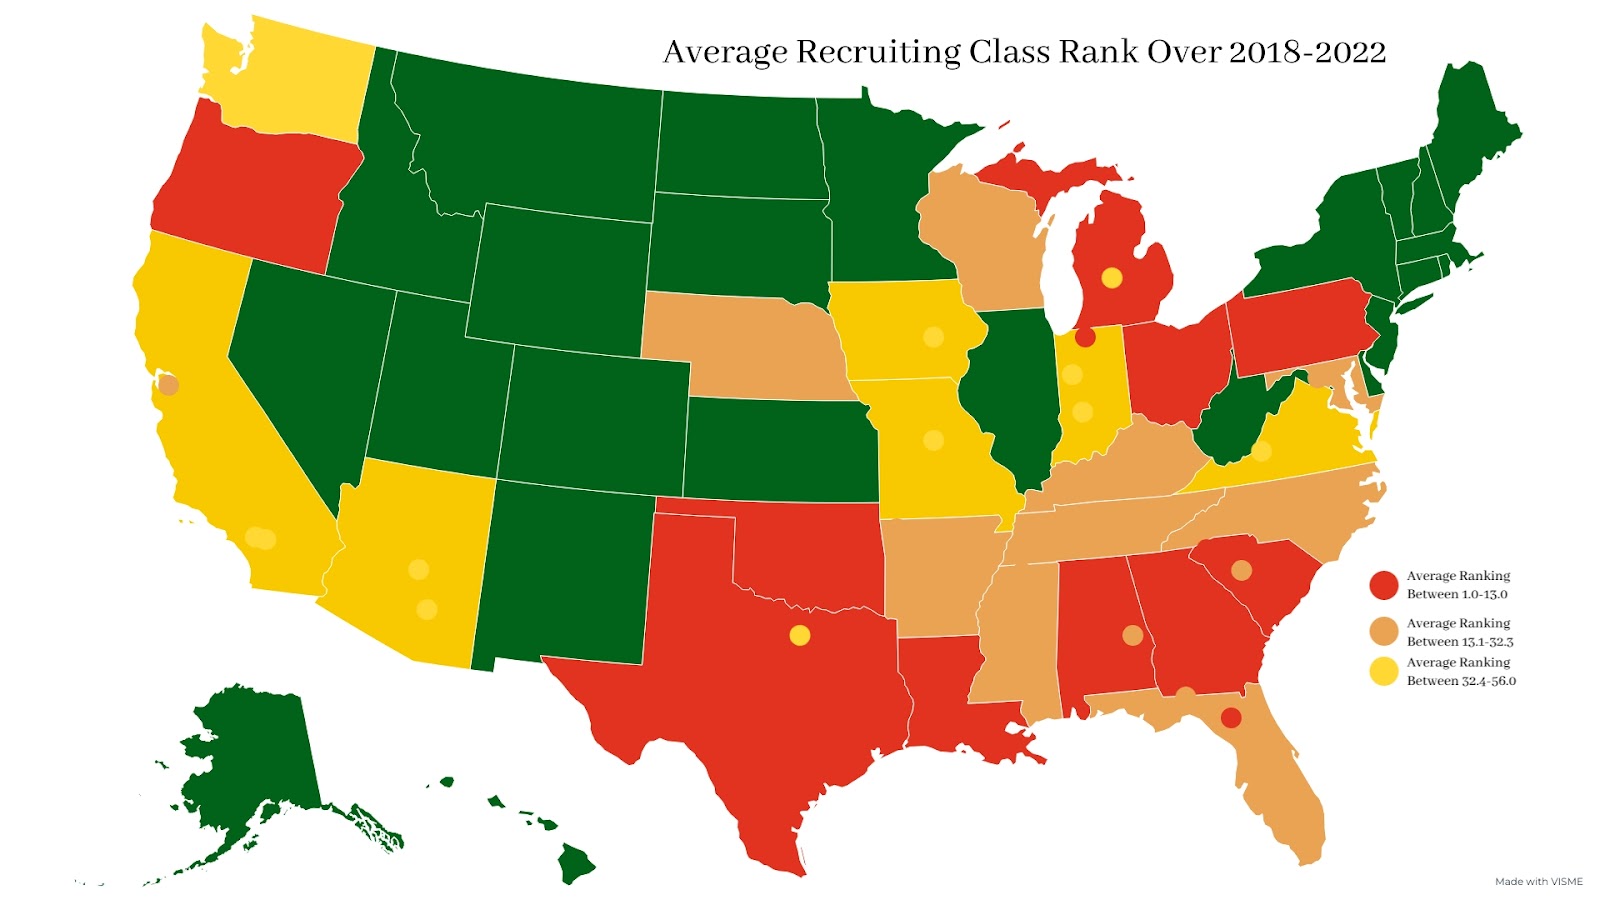 Average Recruiting Class Rank Over 2018-2022
Average Ranking
Between 1.0-13.0
Average Ranking
Between 13.1-32.3
Average Ranking
Between 32.4-56.0
Made with VISME